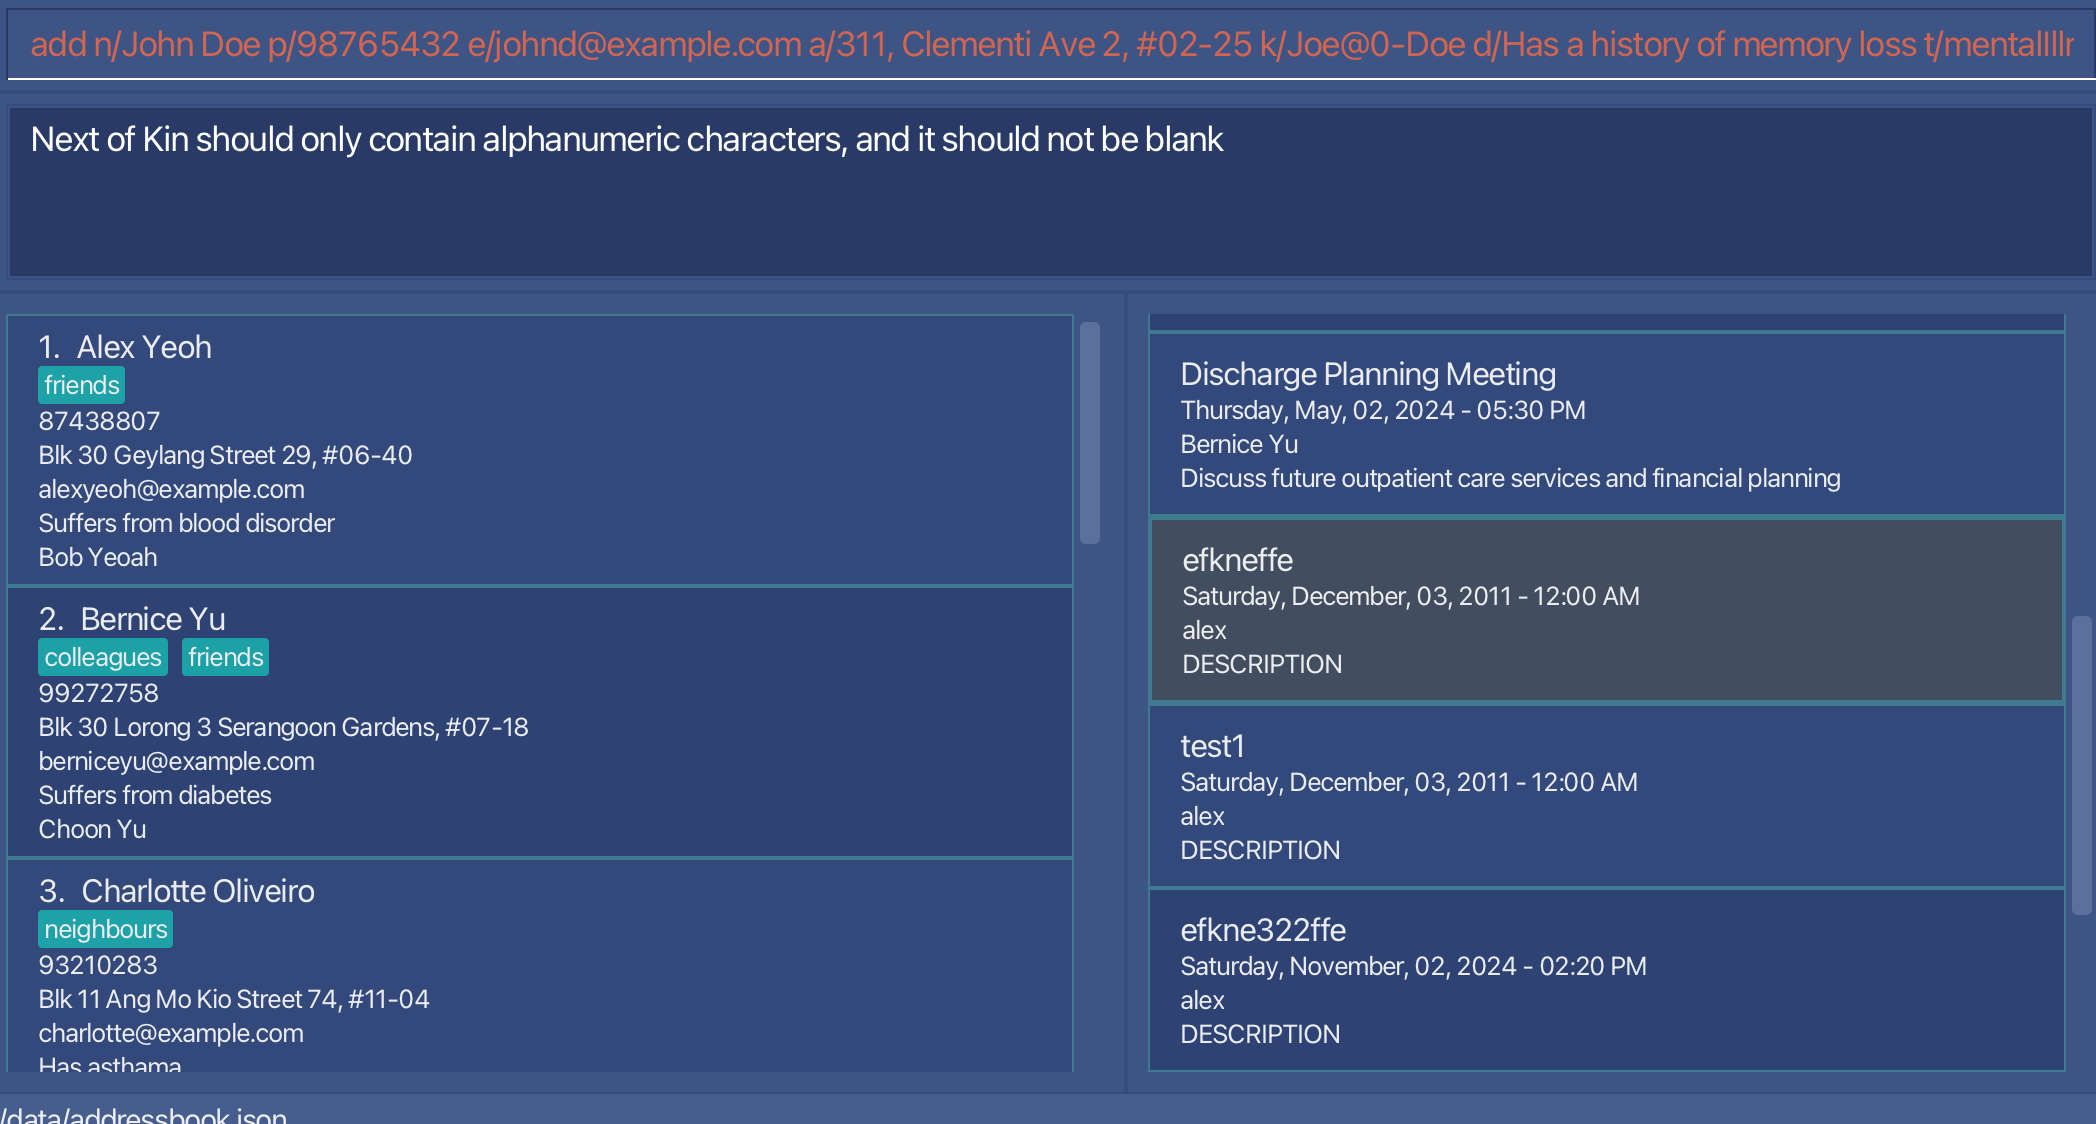 add n/John Doe p/98765432 e/johnd@example.com a/311, Clementi Ave 2, #02-25 k/Joe@0-Doe d/Has a history of memory loss t/mentalIllr
Next of Kin should only contain alphanumeric characters, and it should not be blank
1. Alex Yeoh
friends
87438807
Blk 30 Geylang Street 29, #06-40
alexyeoh@example.com
Suffers from blood disorder
Bob Yeoah
2. Bernice Yu
colleagues friends
99272758
Blk 30 Lorong 3 Serangoon Gardens, #07-18
berniceyu@example.com
Suffers from diabetes
Choon Yu
3. Charlotte Oliveiro
neighbours
93210283
Blk 11 Ang Mo Kio Street 74, #11-04
charlotte@example.com
Has asthama
Discharge Planning Meeting
Thursday, May, 02, 2024 - 05:30 PM
Bernice Yu
Discuss future outpatient care services and financial planning
efkneffe
Saturday, December, 03, 2011 - 12:00 AM
alex
DESCRIPTION
test1
Saturday, December, 03, 2011 - 12:00 AM
alex
DESCRIPTION
efkne322ffe
Saturday, November, 02, 2024 - 02:20 PM
alex
DESCRIPTION
/data/addressbook.json